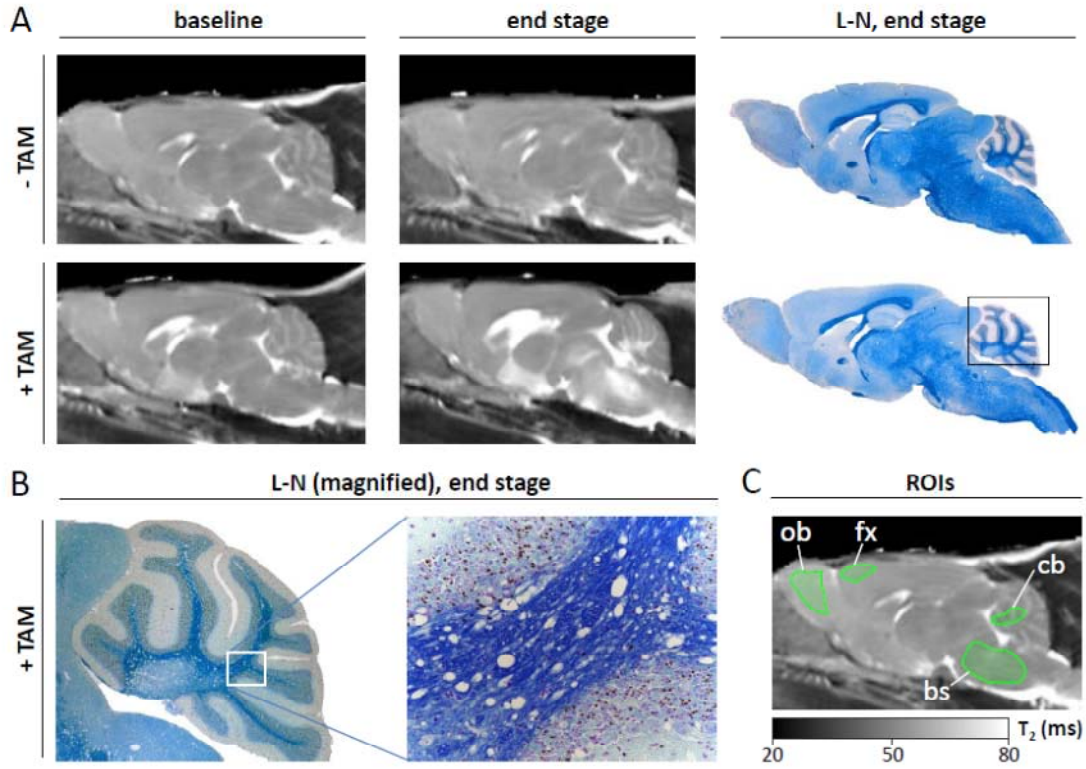 A
baseline
end stage
L-N, end stage
- TAM
+ TAM
B
L-N (magnified), end stage
C
ROIs
+ TAM
ob
fx
cb
bs
T2 (ms)
20
50
80